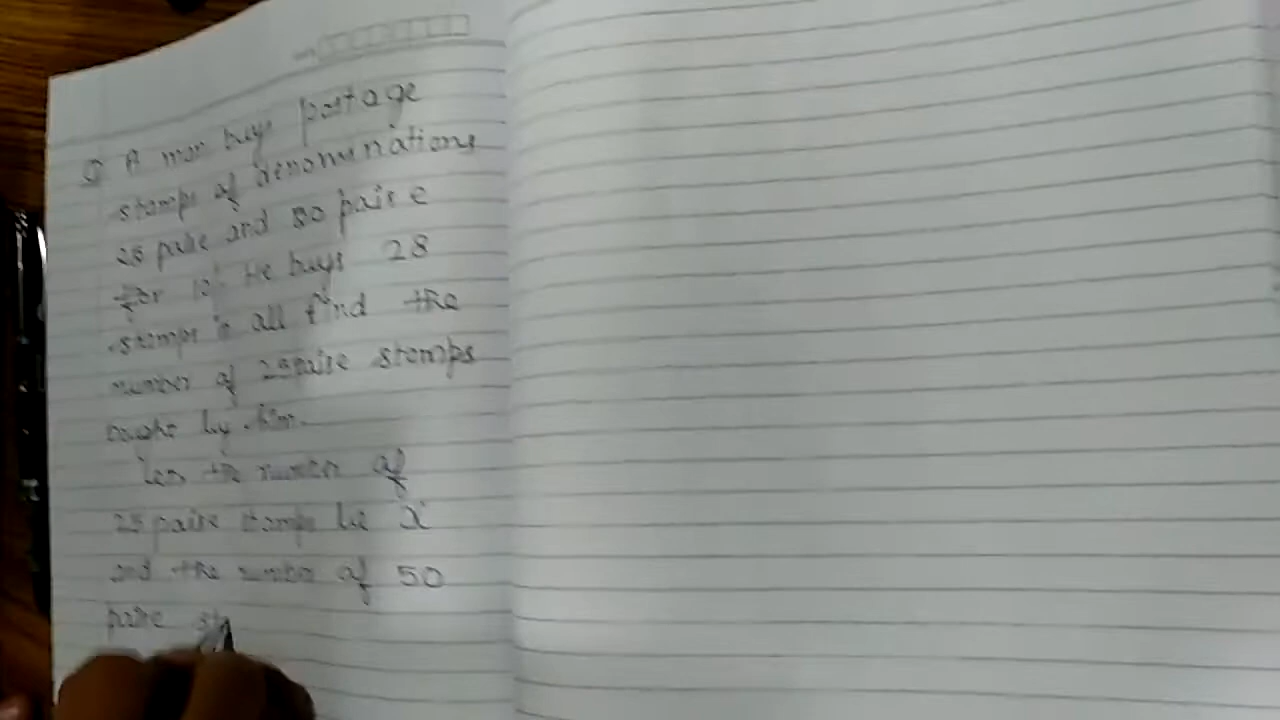 Q A man buys postage
stamps of denominations
25 paise and 50 paise
for 10/- He buys 28
stamps in all find the
number of 25 paise stamps
bought by him.
Let the number of
25 paise stamps be x
and the number of 50
paise st